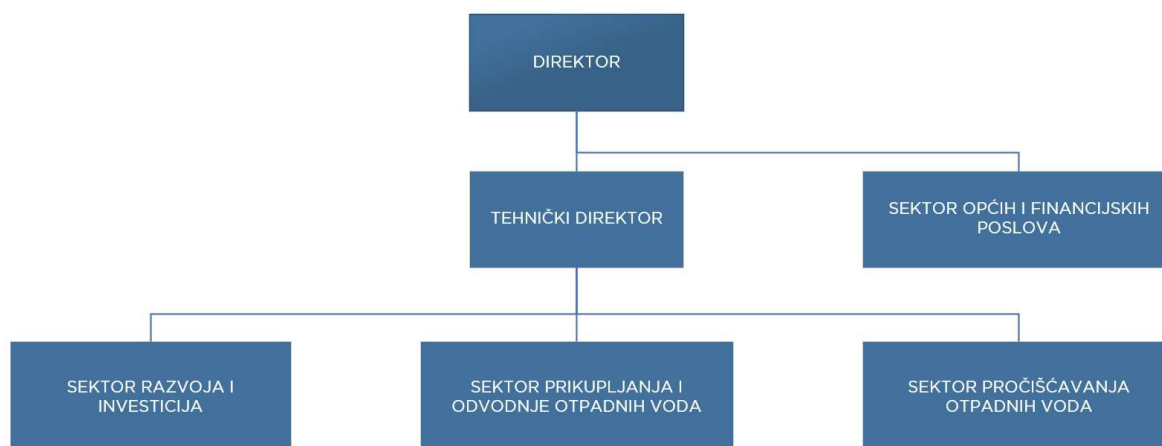 DIREKTOR
TEHNIČKI DIREKTOR
SEKTOR OPĆIH I FINANCIJSKIH
POSLOVA
SEKTOR RAZVOJA I
INVESTICIJA
SEKTOR PRIKUPLJANJA I
ODVODNJE OTPADNIH VODA
SEKTOR PROČIŠĆAVANJA
OTPADNIH VODA